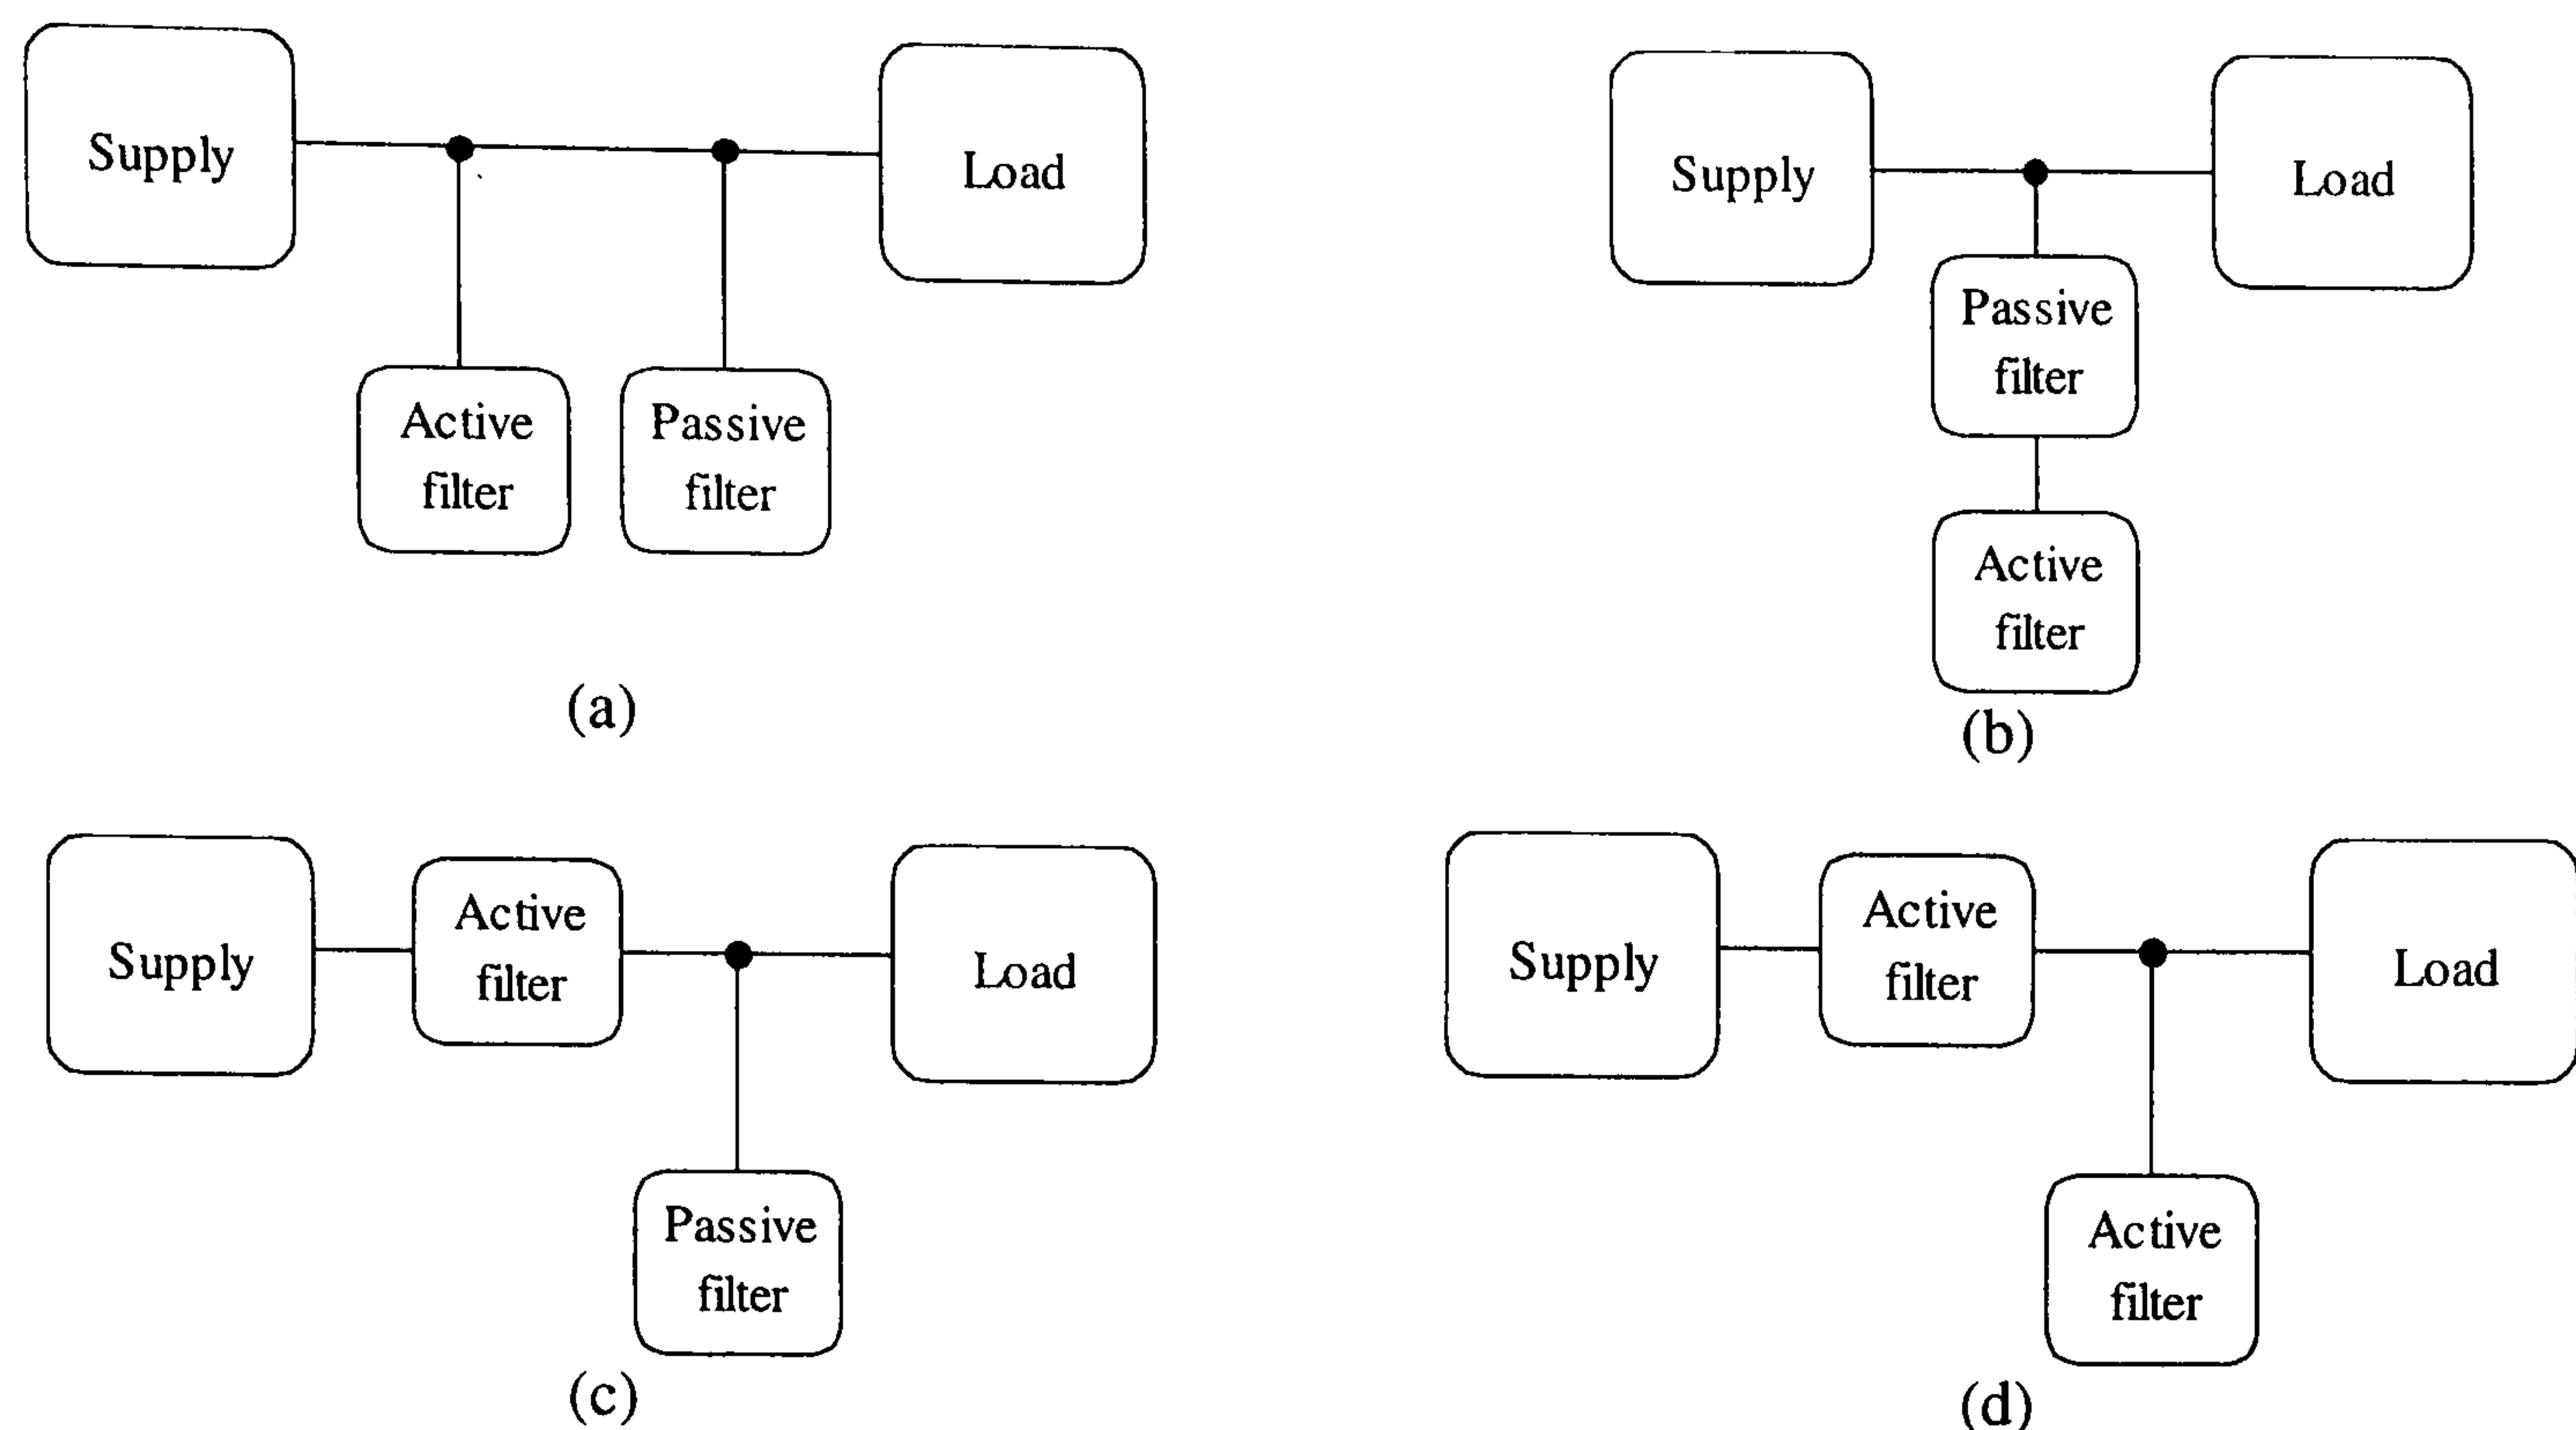 Supply
Load
Active
filter
Passive
filter
(a)
Supply
Load
Passive
filter
Active
filter
(b)
Supply
Active
filter
Load
Passive
filter
(c)
Supply
Active
filter
Load
Active
filter
(d)